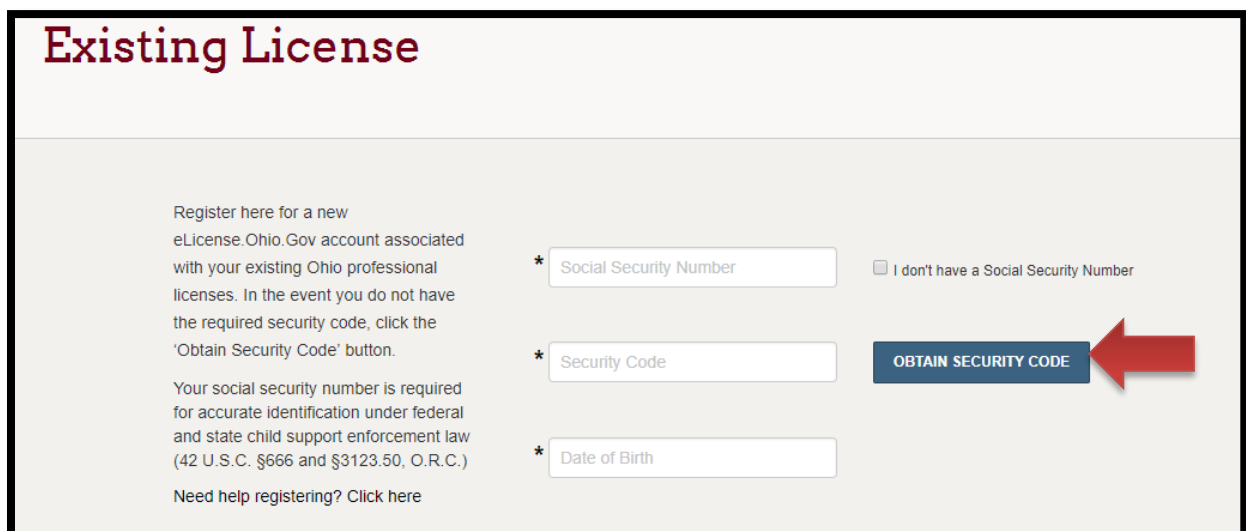 Existing License
Register here for a new
eLicense.Ohio.Gov account associated
with your existing Ohio professional
licenses. In the event you do not have
the required security code, click the
‘Obtain Security Code’ button.
Your social security number is required
for accurate identification under federal
and state child support enforcement law
(42 U.S.C. §666 and §3123.50, O.R.C.)
Need help registering? Click here
* Social Security Number
I don't have a Social Security Number
* Security Code
OBTAIN SECURITY CODE
* Date of Birth